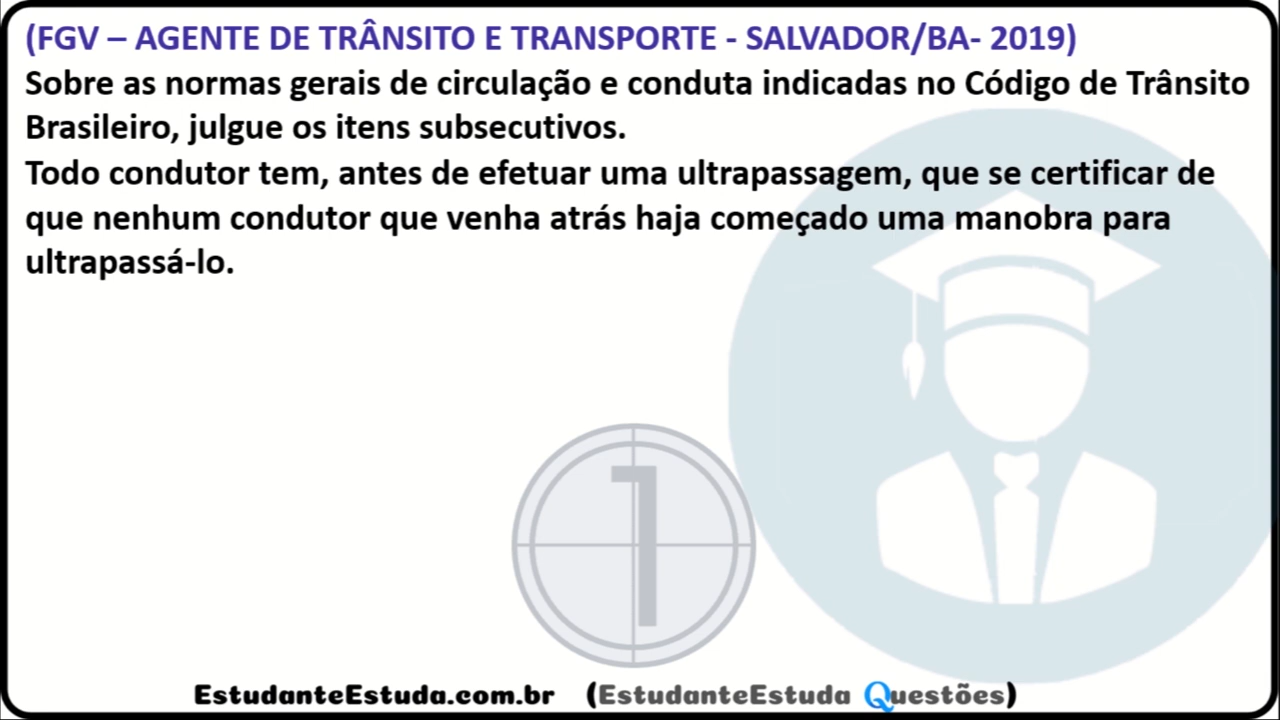 (FGV – AGENTE DE TRÂNSITO E TRANSPORTE - SALVADOR/BA- 2019)
Sobre as normas gerais de circulação e conduta indicadas no Código de Trânsito
Brasileiro, julgue os itens subsecutivos.
Todo condutor tem, antes de efetuar uma ultrapassagem, que se certificar de
que nenhum condutor que venha atrás haja começado uma manobra para
ultrapassá-lo.
1
EstudanteEstuda.com.br (EstudanteEstuda Questões)